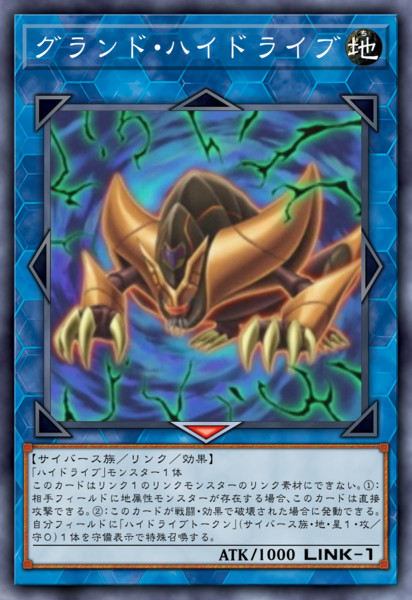 グランド・ハイドライブ
地
ち
【サイバース族／リンク／効果】
「ハイドライブ」モンスター１体
このカードはリンク１のリンクモンスターのリンク素材にできない。①:
相手フィールドに地属性モンスターが存在する場合、このカードは直接
攻撃できる。②:このカードが戦闘・効果で破壊された場合に発動できる。
自分フィールドに「ハイドライブトークン」(サイバース族・地・星１・攻／
守０)１体を守備表示で特殊召喚する。
ATK/1000 LINK-1